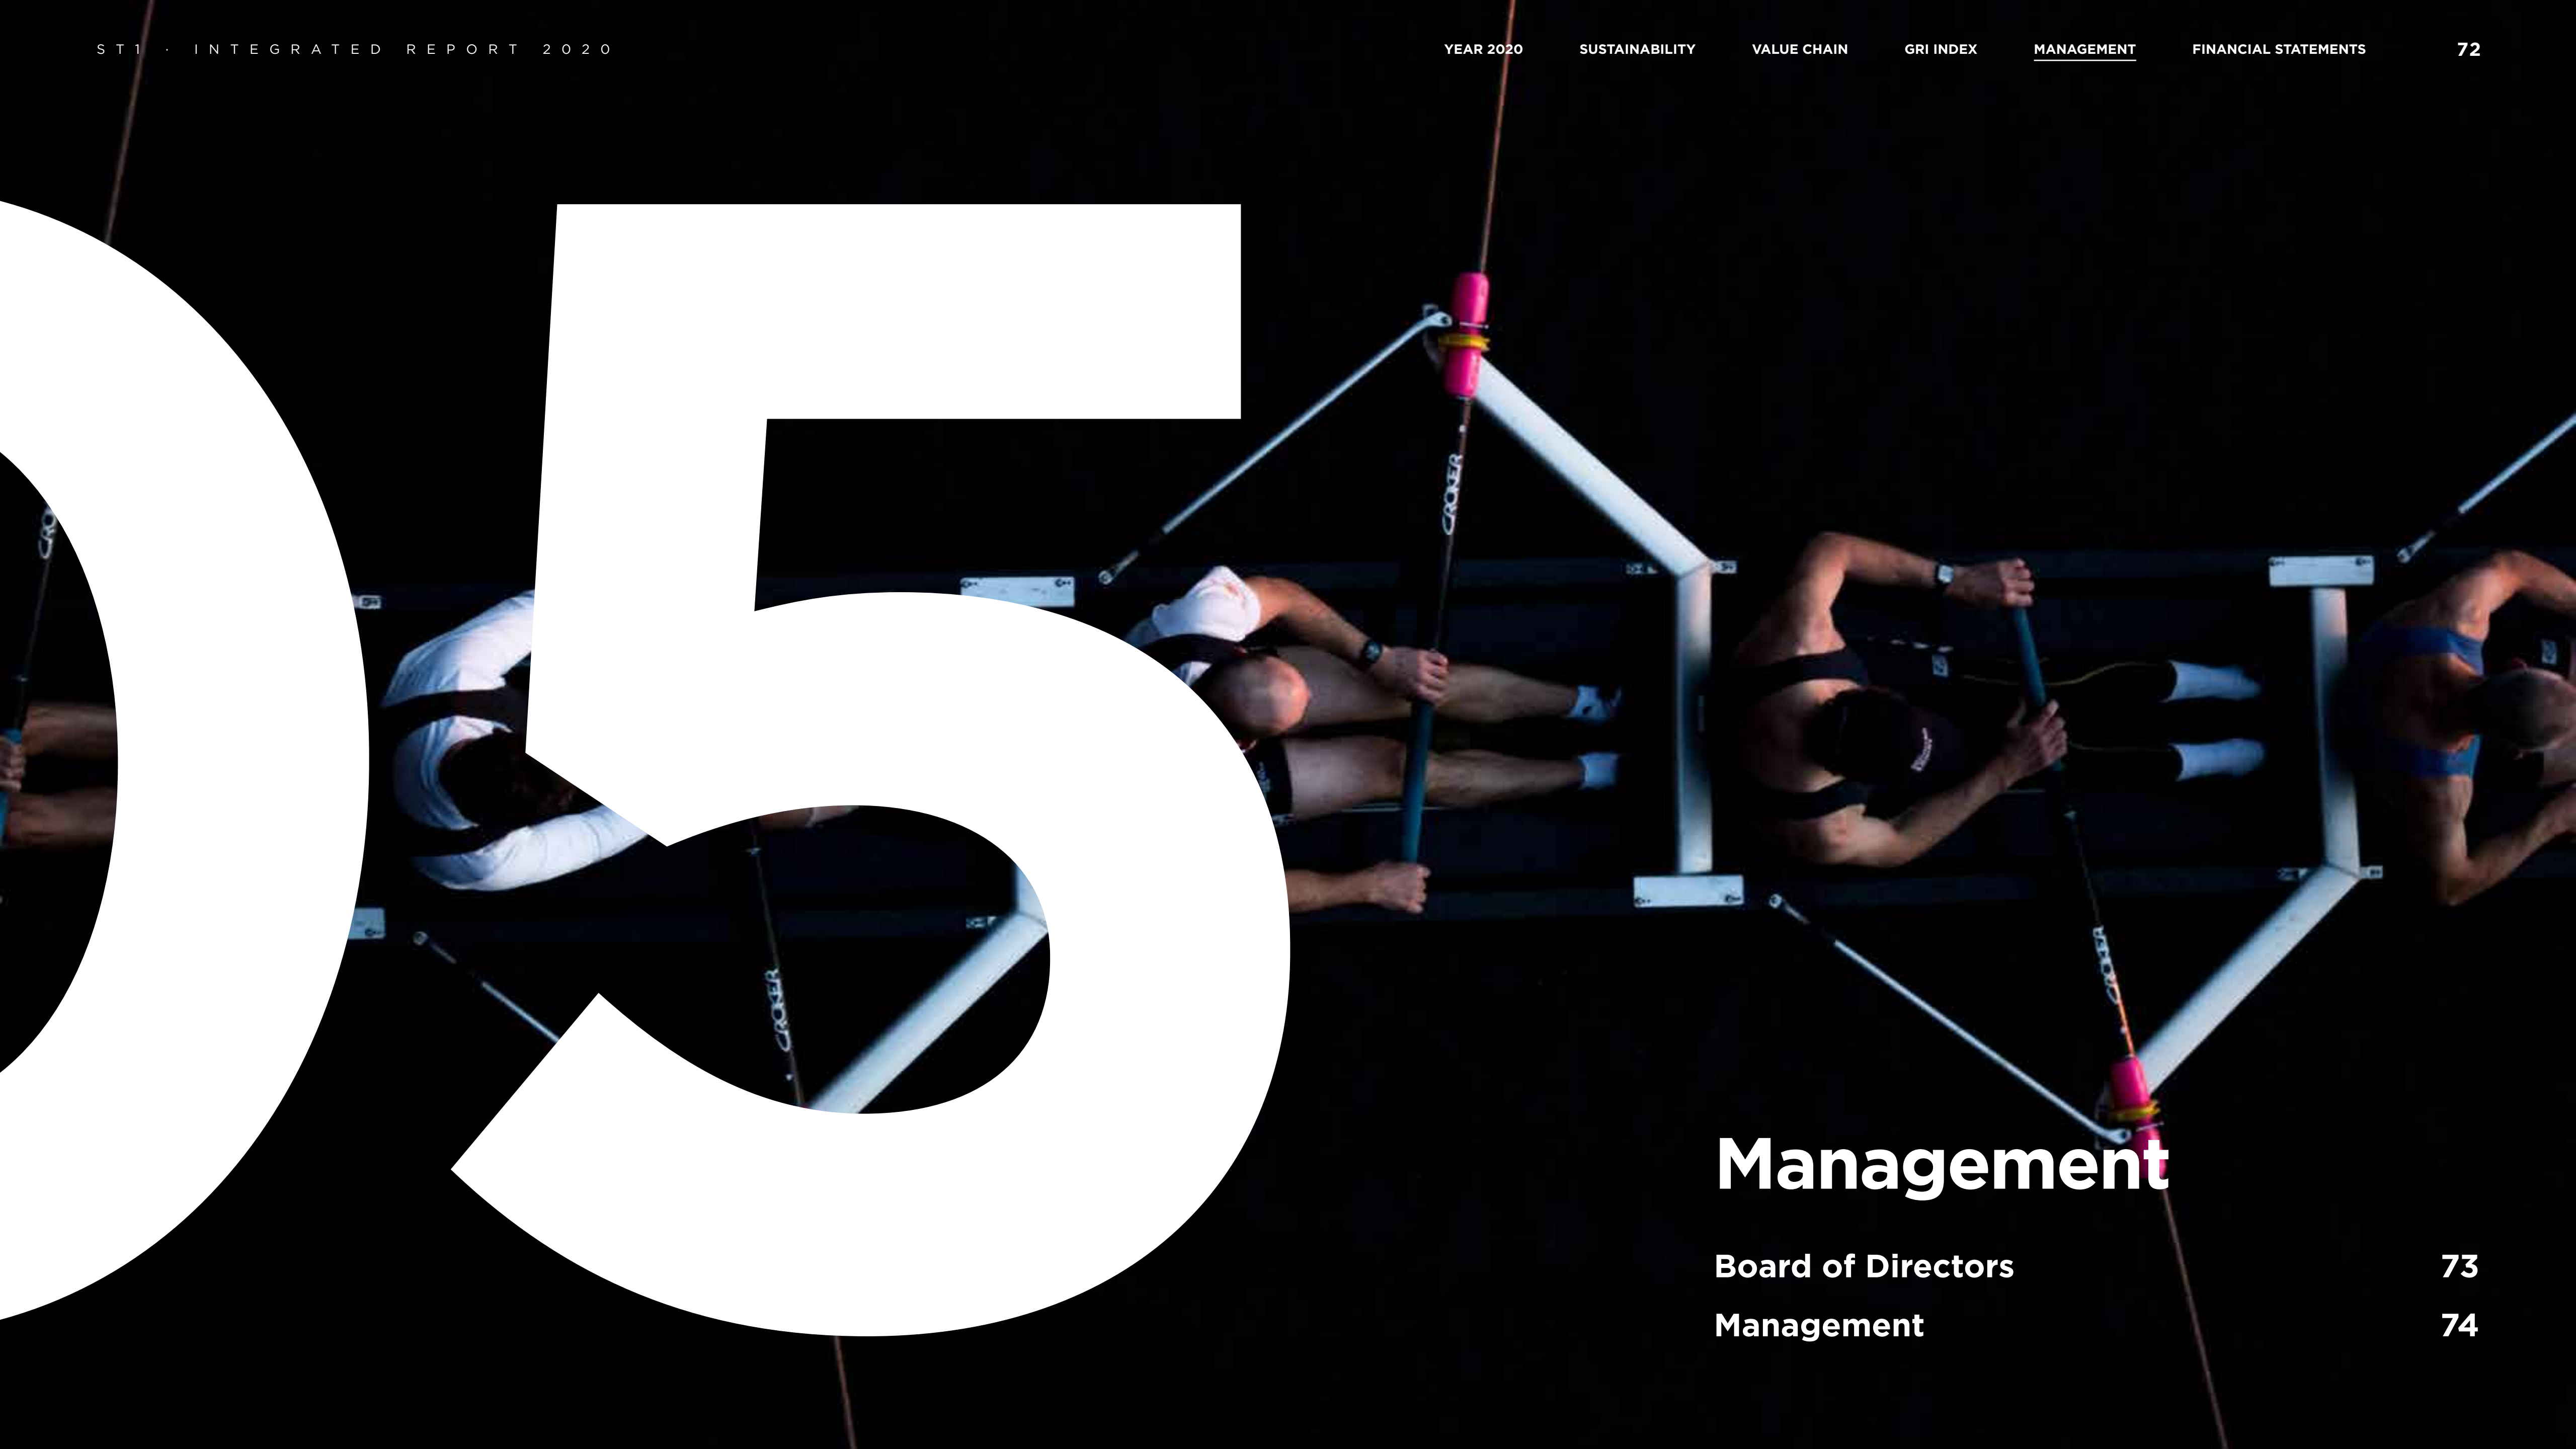 ST1 · INTEGRATED REPORT 2020
YEAR 2020 SUSTAINABILITY VALUE CHAIN GRI INDEX MANAGEMENT FINANCIAL STATEMENTS 72
05
CROKER
CROKER
CROKER
Management
Board of Directors 73
Management 74